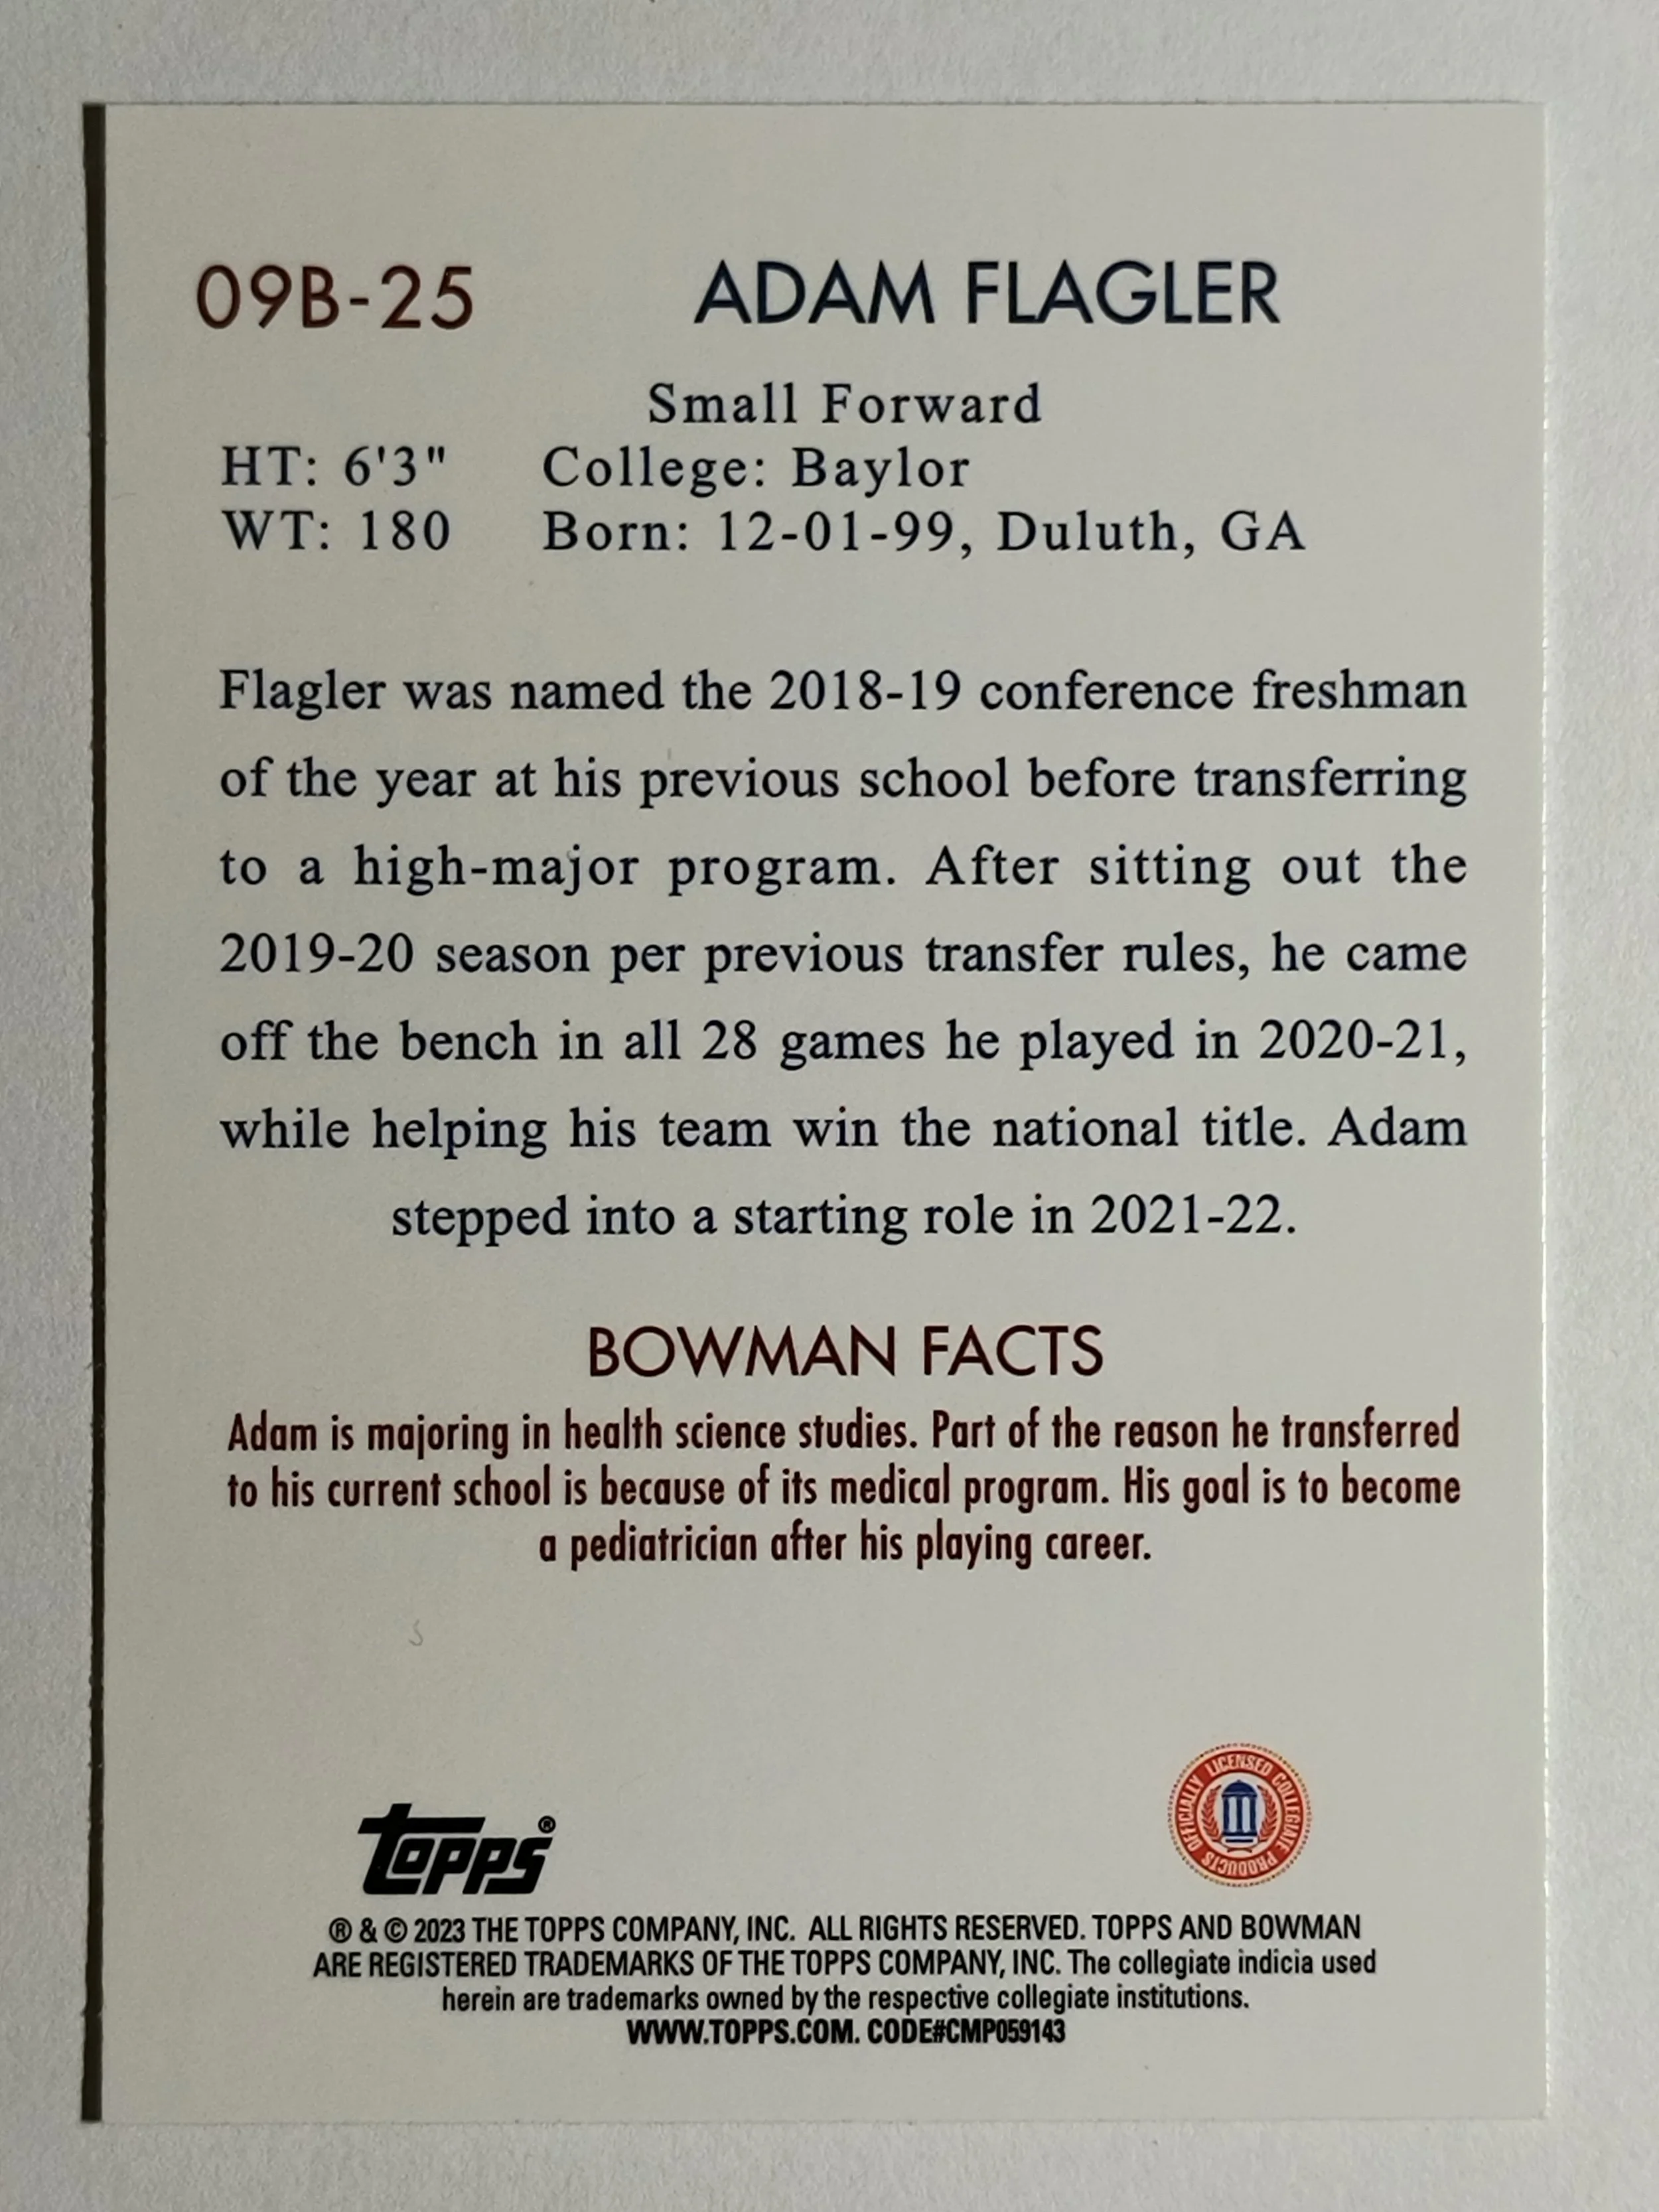 09B-25 ADAM FLAGLER
Small Forward
HT: 6'3" College: Baylor
WT: 180 Born: 12-01-99, Duluth, GA
Flagler was named the 2018-19 conference freshman
of the year at his previous school before transferring
to a high-major program. After sitting out the
2019-20 season per previous transfer rules, he came
off the bench in all 28 games he played in 2020-21,
while helping his team win the national title. Adam
stepped into a starting role in 2021-22.
BOWMAN FACTS
Adam is majoring in health science studies. Part of the reason he transferred
to his current school is because of its medical program. His goal is to become
a pediatrician after his playing career.
topps®
OFFICIALLY LICENSED COLLEGIATE PRODUCTS
® & © 2023 THE TOPPS COMPANY, INC. ALL RIGHTS RESERVED. TOPPS AND BOWMAN
ARE REGISTERED TRADEMARKS OF THE TOPPS COMPANY, INC. The collegiate indicia used
herein are trademarks owned by the respective collegiate institutions.
WWW.TOPPS.COM. CODE#CMP059143